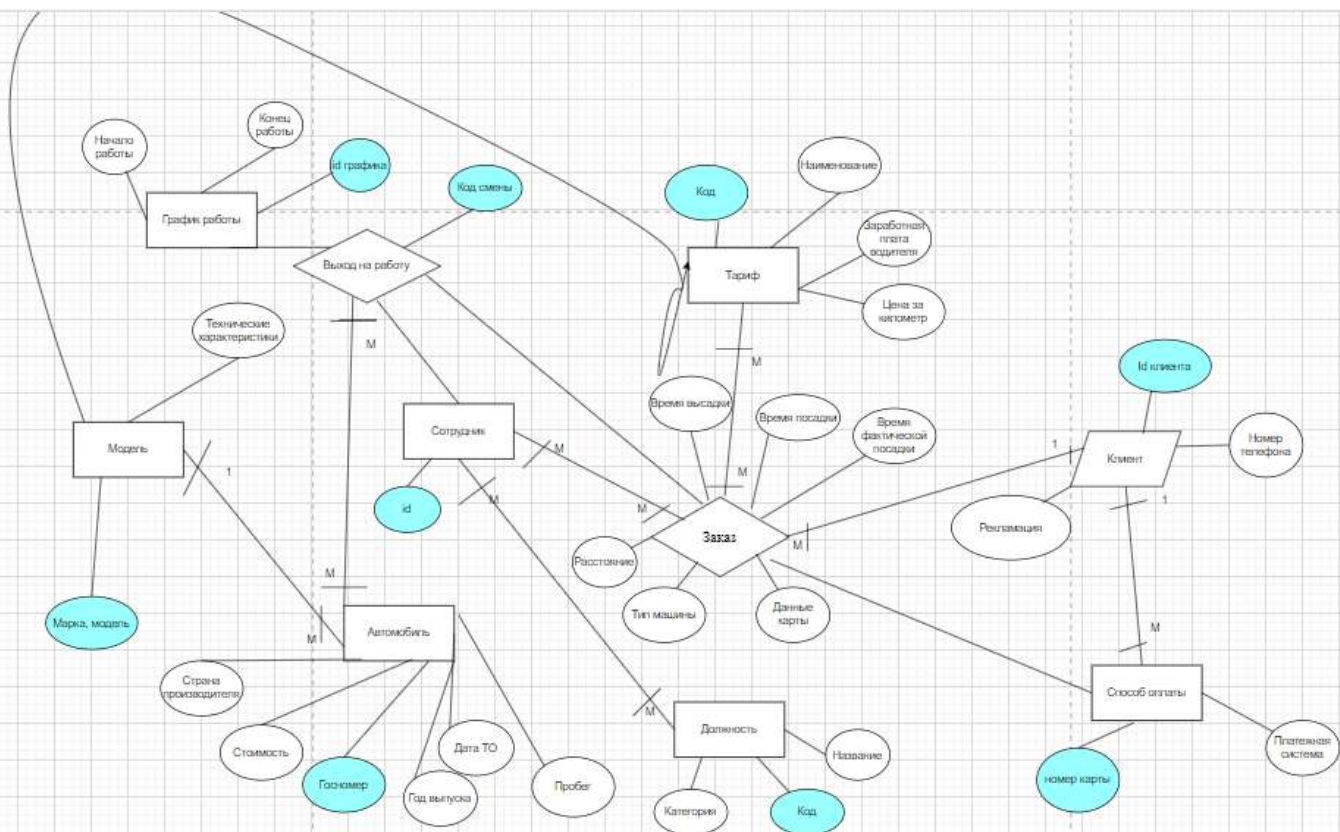 Начало
работы
Конец
работы
id графика
Код смены
График работы
Выход на работу
Код
Наименование
Заработная
плата
водителя
Тариф
Цена за
километр
Технические
характеристики
М
М
Id клиента
Время высадки
Время посадки
Время
фактической
посадки
Модель
1
Сотрудник
М
М
М
1
Клиент
Номер
телефона
id
М
Заказ
М
Рекламация
1
Расстояние
М
Тип машины
Данные
карты
Марка, модель
М
Автомобиль
М
Страна
производителя
Способ оплаты
М
Должность
Стоимость
Дата ТО
Название
Платежная
система
Госномер
Год выпуска
Пробег
номер карты
Категория
Код